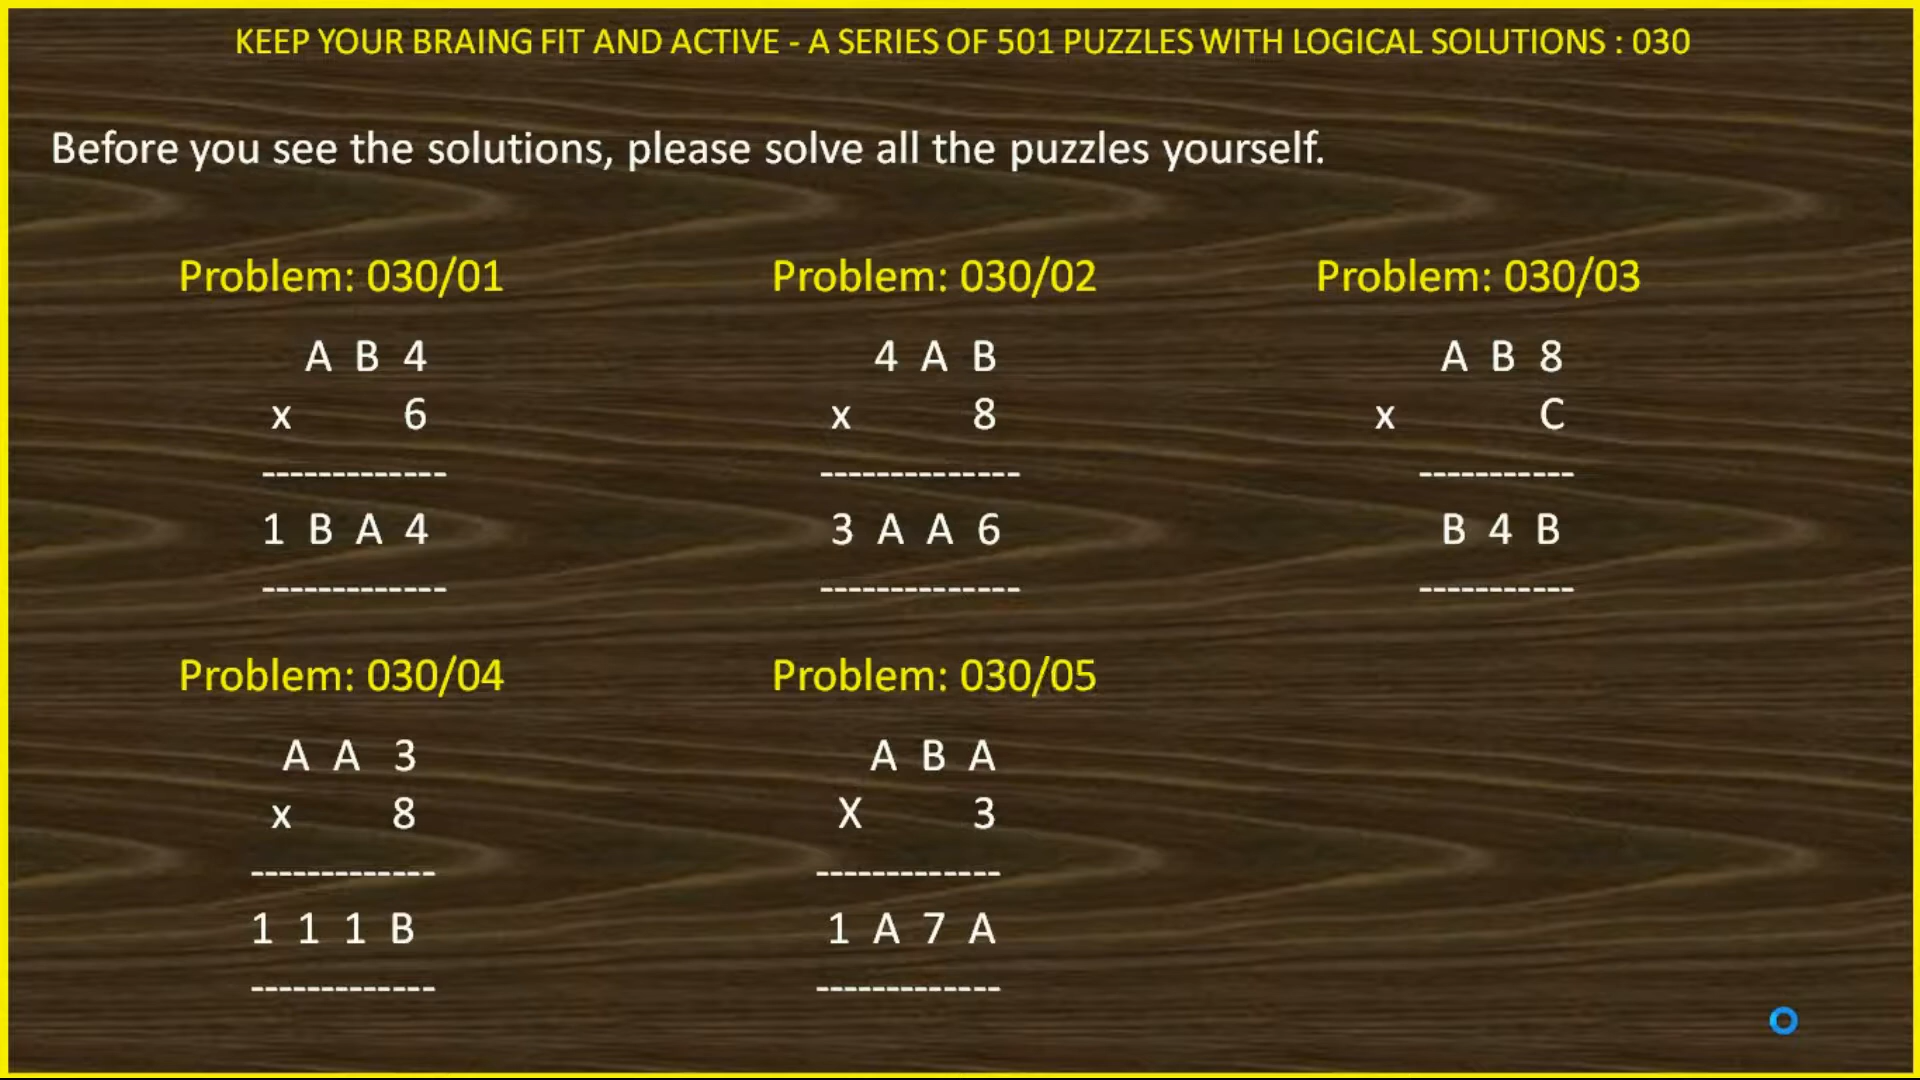 KEEP YOUR BRAING FIT AND ACTIVE - A SERIES OF 501 PUZZLES WITH LOGICAL SOLUTIONS : 030
Before you see the solutions, please solve all the puzzles yourself.
Problem: 030/01
A B 4
x 6
-------------
1 B A 4
-------------
Problem: 030/02
4 A B
x 8
--------------
3 A A 6
--------------
Problem: 030/03
A B 8
x C
-----------
B 4 B
-----------
Problem: 030/04
A A 3
x 8
-------------
1 1 1 B
-------------
Problem: 030/05
A B A
X 3
-------------
1 A 7 A
-------------